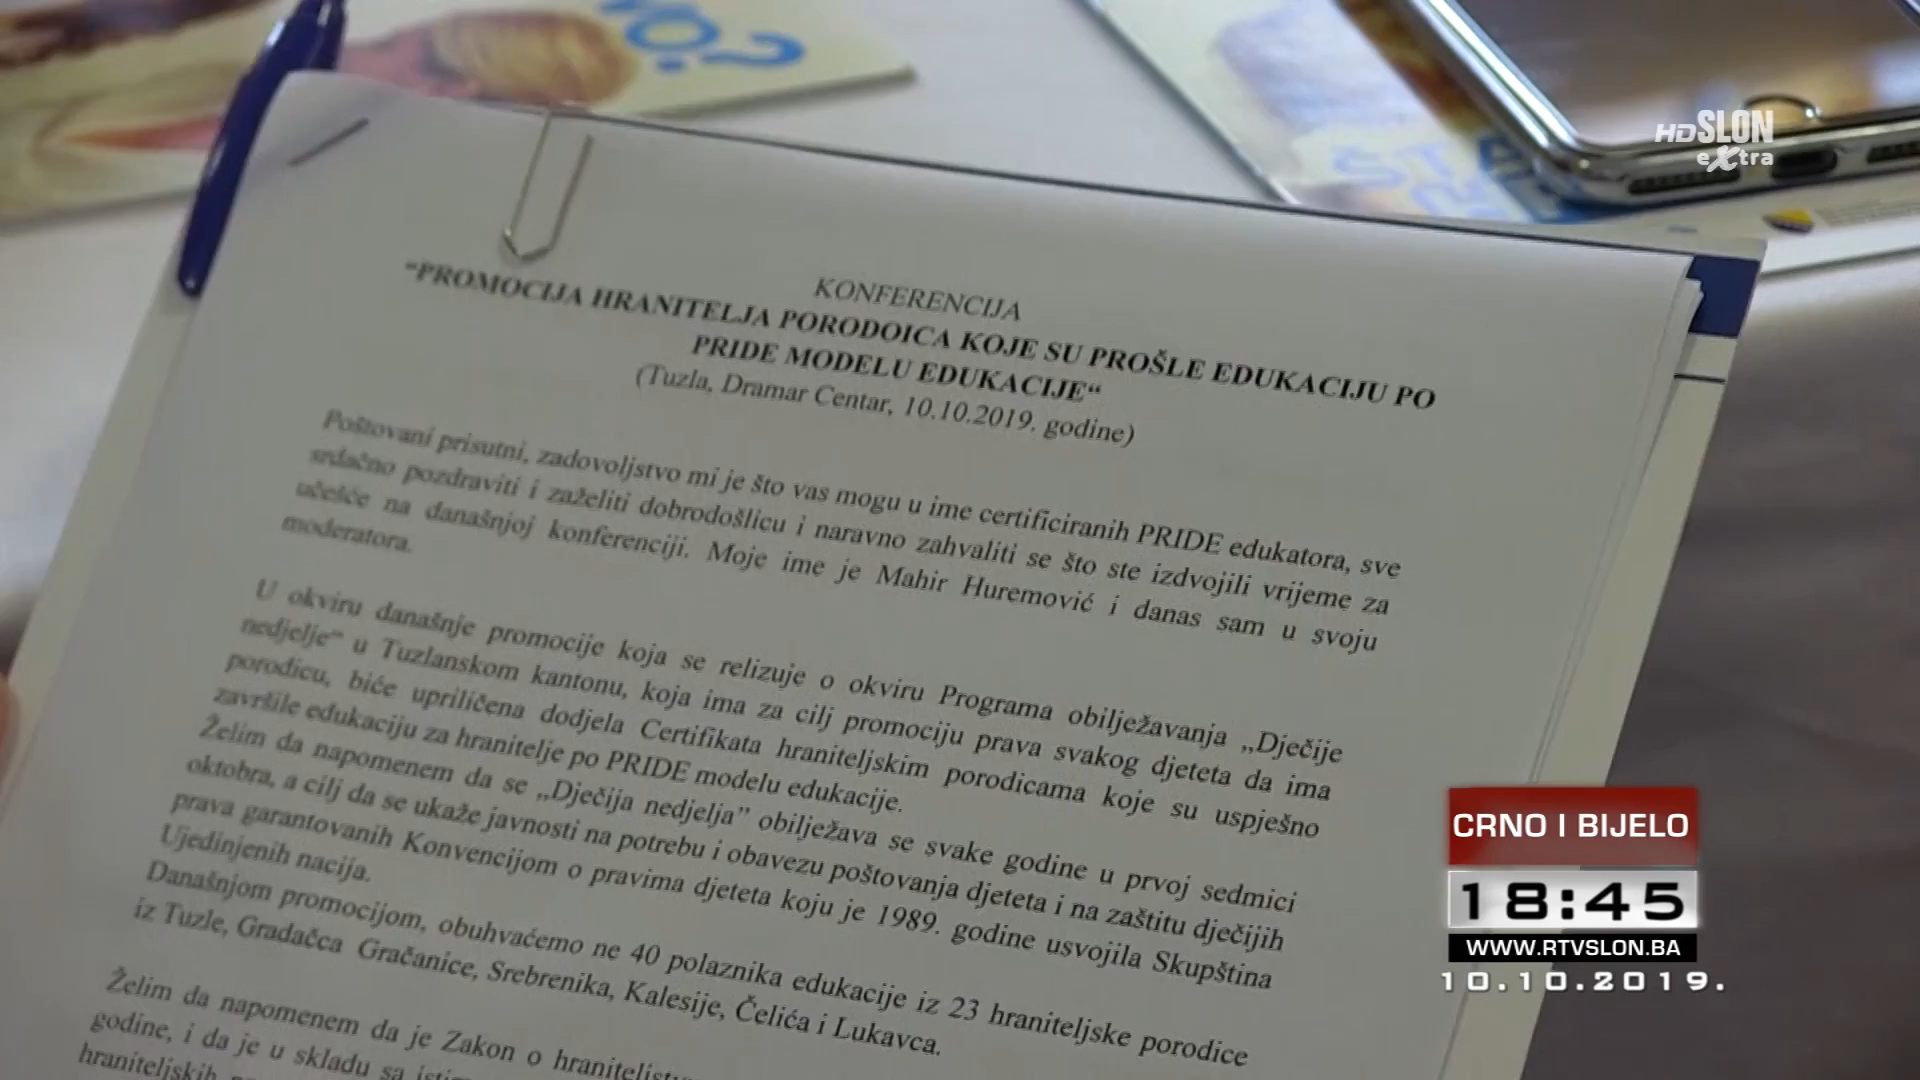 VO?
HD SLON
extra
KONFERENCIJA
“PROMOCIJA HRANITELJA PORODOICA KOJE SU PROŠLE EDUKACIJU PO
PRIDE MODELU EDUKACIJE“
(Tuzla, Dramar Centar, 10.10.2019. godine)
Poštovani prisutni, zadovoljstvo mi je što vas mogu u ime certificiranih PRIDE edukatora, sve
srdačno pozdraviti i zaželiti dobrodošlicu i naravno zahvaliti se što ste izdvojili vrijeme za
učešće na današnjoj konferenciji. Moje ime je Mahir Huremović i danas sam u svoju
moderatora.
U okviru današnje promocije koja se relizuje o okviru Programa obilježavanja „Dječije
nedjelje“ u Tuzlanskom kantonu, koja ima za cilj promociju prava svakog djeteta da ima
porodicu, biće upriličena dodjela Certifikata hraniteljskim porodicama koje su uspješno
završile edukaciju za hranitelje po PRIDE modelu edukacije.
Želim da napomenem da se „Dječija nedjelja” obilježava se svake godine u prvoj sedmici
oktobra, a cilj da se ukaže javnosti na potrebu i obavezu poštovanja djeteta i na zaštitu dječijih
prava garantovanih Konvencijom o pravima djeteta koju je 1989. godine usvojila Skupština
Ujedinjenih nacija.
Današnjom promocijom, obuhvaćemo ne 40 polaznika edukacije iz 23 hraniteljske porodice
iz Tuzle, Gradačca Gračanice, Srebrenika, Kalesije, Čelića i Lukavca.
Želim da napomenem da je Zakon o
godine, i da je u skladu sa
hraniteljskih
CRNO I BIJELO
18:45
WWW.RTVSLON.BA
10.10.2019.